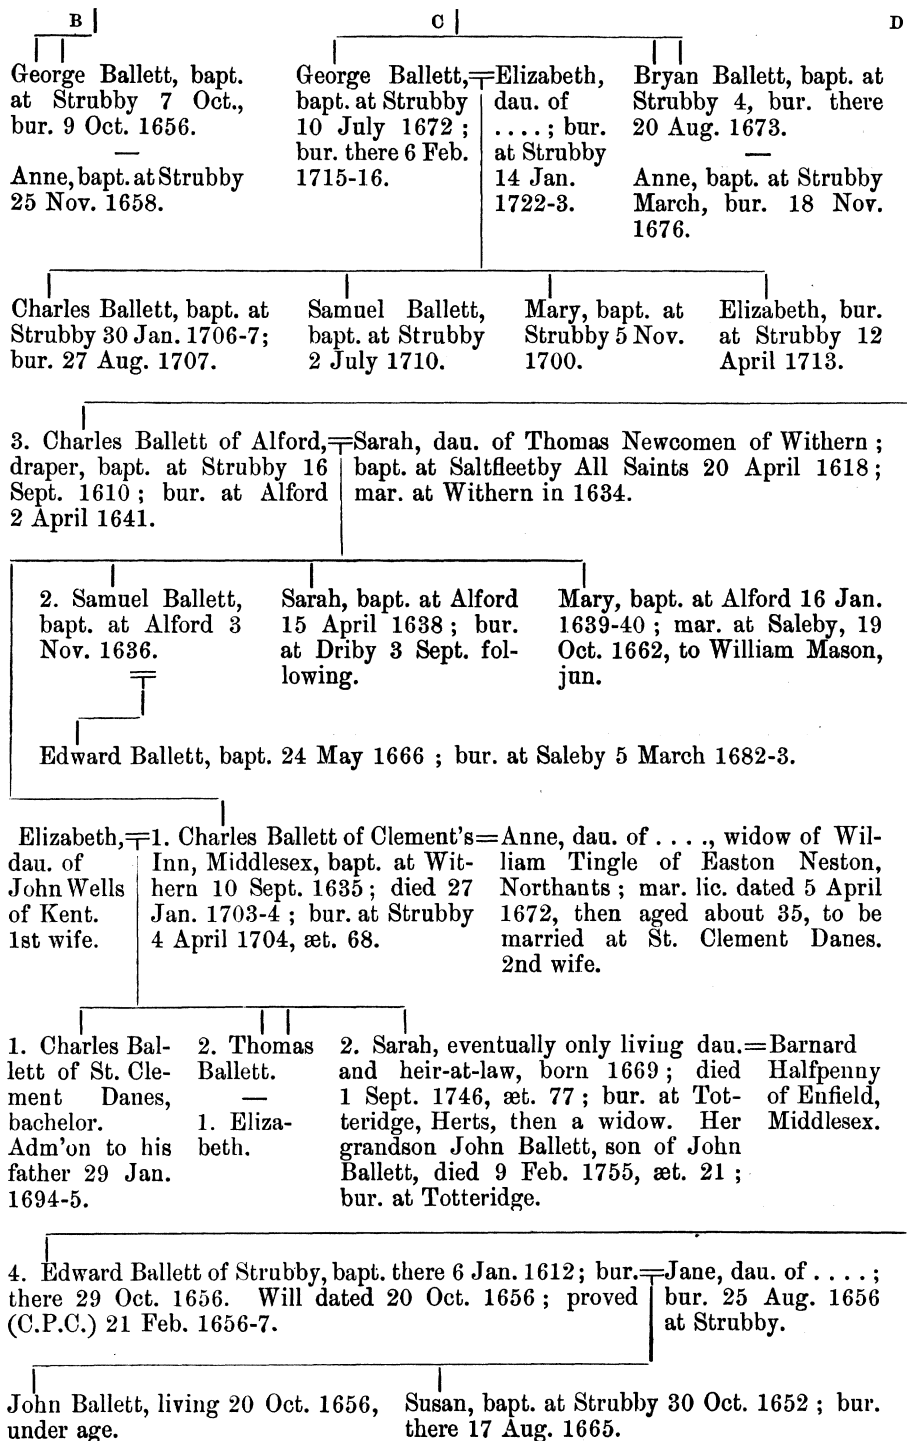 B
C
D
George Ballett, bapt.
at Strubby 7 Oct.,
bur. 9 Oct. 1656.
—
Anne, bapt. at Strubby
25 Nov. 1658.
George Ballett,
bapt. at Strubby
10 July 1672 ;
bur. there 6 Feb.
1715-16.
Elizabeth,
dau. of
. . . . ; bur.
at Strubby
14 Jan.
1722-3.
Bryan Ballett, bapt. at
Strubby 4, bur. there
20 Aug. 1673.
—
Anne, bapt. at Strubby
March, bur. 18 Nov.
1676.
Charles Ballett, bapt. at
Strubby 30 Jan. 1706-7;
bur. 27 Aug. 1707.
Samuel Ballett,
bapt. at Strubby
2 July 1710.
Mary, bapt. at
Strubby 5 Nov.
1700.
Elizabeth, bur.
at Strubby 12
April 1713.
3. Charles Ballett of Alford,
draper, bapt. at Strubby 16
Sept. 1610 ; bur. at Alford
2 April 1641.
Sarah, dau. of Thomas Newcomen of Withern ;
bapt. at Saltfleetby All Saints 20 April 1618 ;
mar. at Withern in 1634.
2. Samuel Ballett,
bapt. at Alford 3
Nov. 1636.
Sarah, bapt. at Alford
15 April 1638 ; bur.
at Driby 3 Sept. fol-
lowing.
Mary, bapt. at Alford 16 Jan.
1639-40 ; mar. at Saleby, 19
Oct. 1662, to William Mason,
jun.
Edward Ballett, bapt. 24 May 1666 ; bur. at Saleby 5 March 1682-3.
Elizabeth,
dau. of
John Wells
of Kent.
1st wife.
1. Charles Ballett of Clement's
Inn, Middlesex, bapt. at Wit-
hern 10 Sept. 1635 ; died 27
Jan. 1703-4 ; bur. at Strubby
4 April 1704, æt. 68.
Anne, dau. of . . . ., widow of Wil-
liam Tingle of Easton Neston,
Northants ; mar. lic. dated 5 April
1672, then aged about 35, to be
married at St. Clement Danes.
2nd wife.
1. Charles Bal-
lett of St. Cle-
ment Danes,
bachelor.
Adm'on to his
father 29 Jan.
1694-5.
2. Thomas
Ballett.
—
1. Eliza-
beth.
2. Sarah, eventually only living dau.
and heir-at-law, born 1669 ; died
1 Sept. 1746, æt. 77 ; bur. at Tot-
teridge, Herts, then a widow. Her
grandson John Ballett, son of John
Ballett, died 9 Feb. 1755, æt. 21 ;
bur. at Totteridge.
Barnard
Halfpenny
of Enfield,
Middlesex.
4. Edward Ballett of Strubby, bapt. there 6 Jan. 1612 ; bur.
there 29 Oct. 1656. Will dated 20 Oct. 1656 ; proved
(C.P.C.) 21 Feb. 1656-7.
Jane, dau. of . . . . ;
bur. 25 Aug. 1656
at Strubby.
John Ballett, living 20 Oct. 1656,
under age.
Susan, bapt. at Strubby 30 Oct. 1652 ; bur.
there 17 Aug. 1665.